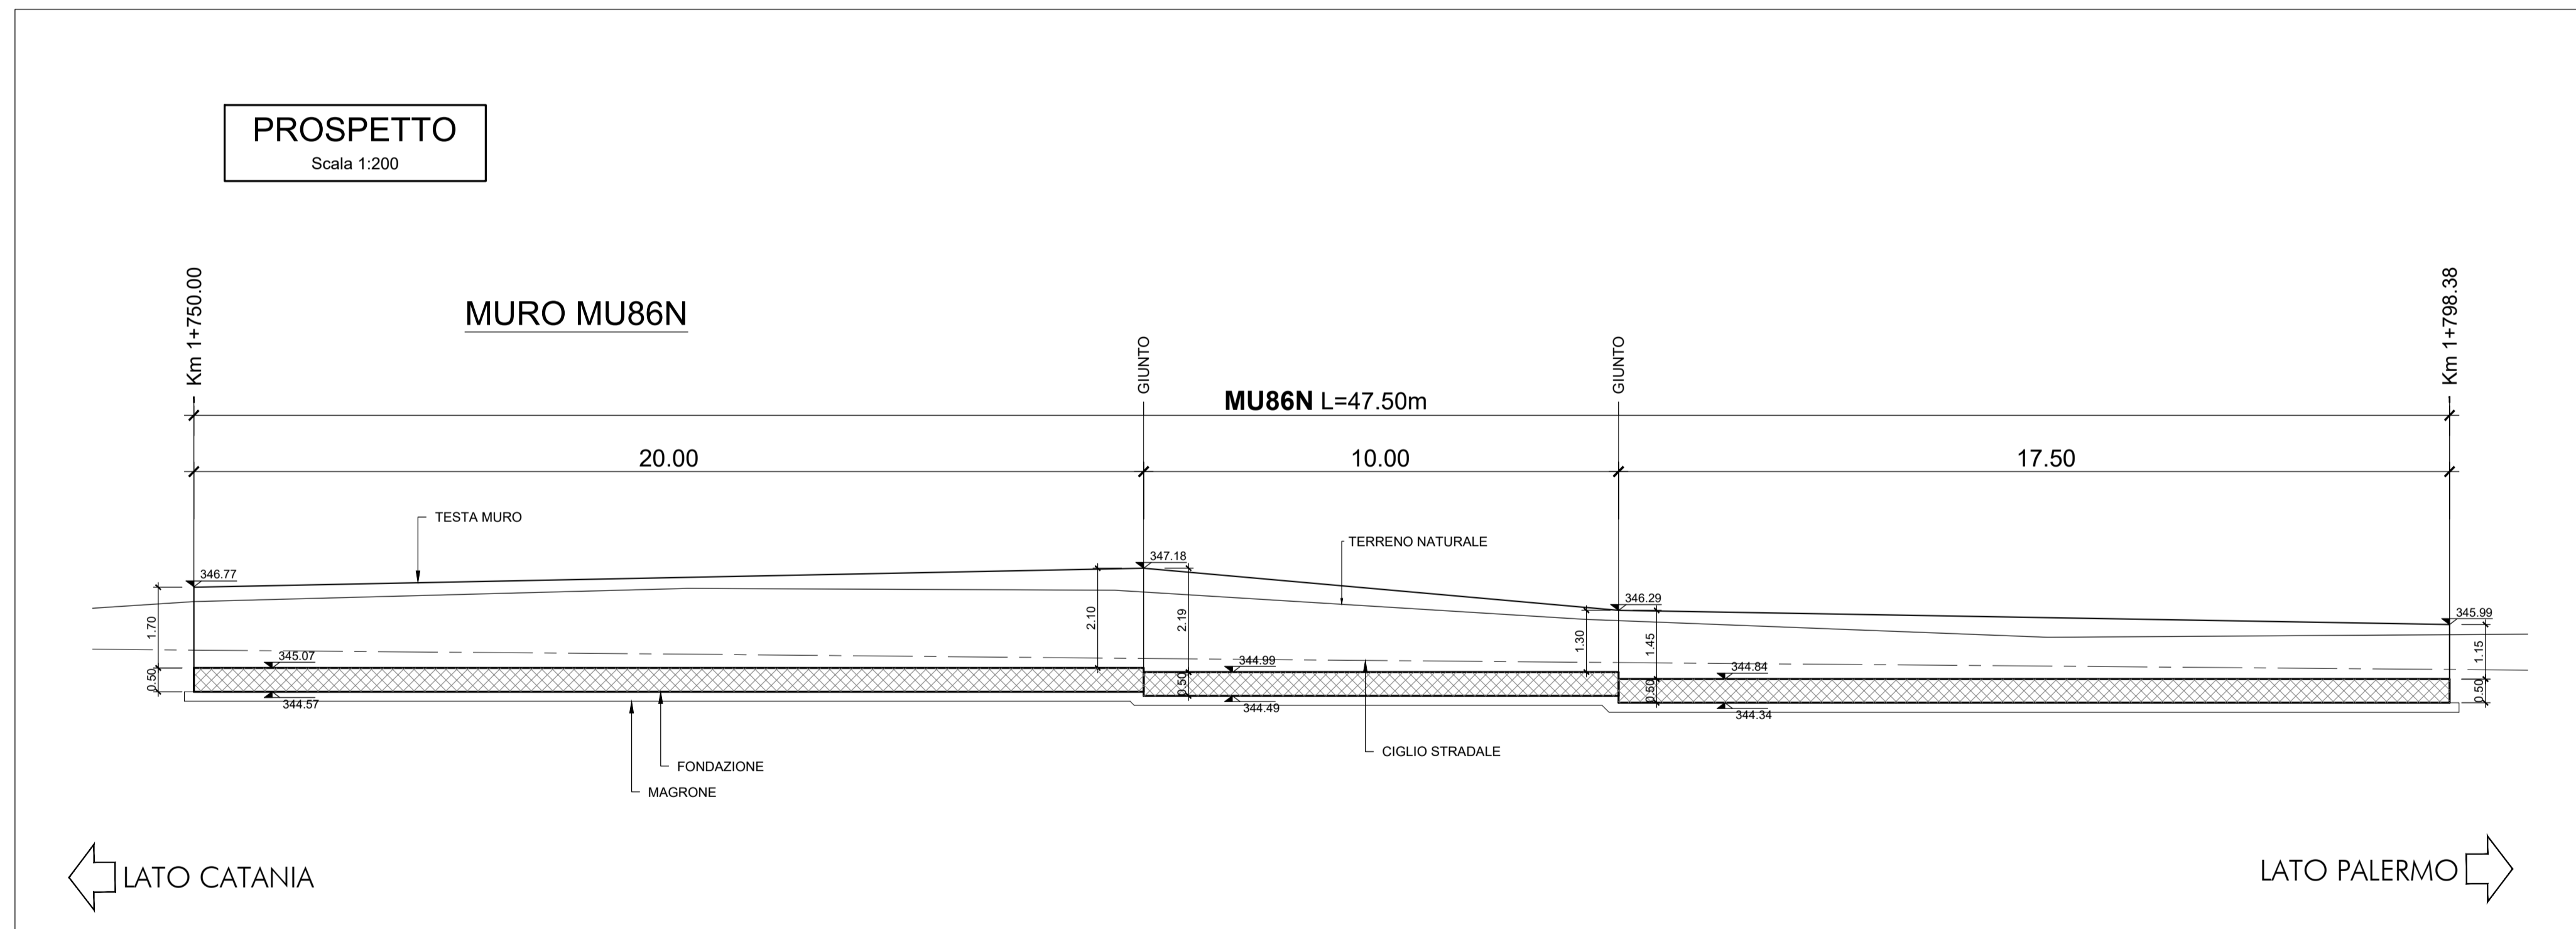 PROSPETTO
Scala 1:200
MURO MU86N
Km 1+750.00
GIUNTO
GIUNTO
Km 1+798.38
MU86N L=47.50m
20.00
10.00
17.50
TESTA MURO
TERRENO NATURALE
346.77
347.18
346.29
345.99
1.70
2.10
2.19
1.30
1.45
1.15
345.07
344.99
344.84
0.50
0.50
0.50
0.50
344.57
344.49
344.34
CIGLIO STRADALE
FONDAZIONE
MAGRONE
LATO CATANIA
LATO PALERMO